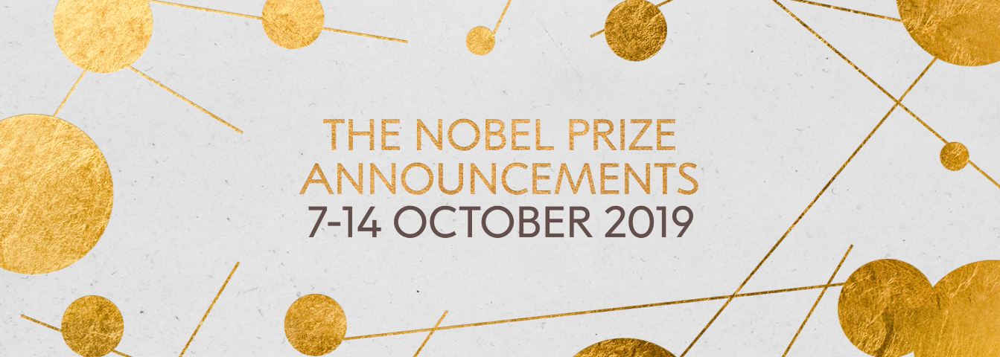 THE NOBEL PRIZE
ANNOUNCEMENTS
7-14 OCTOBER 2019